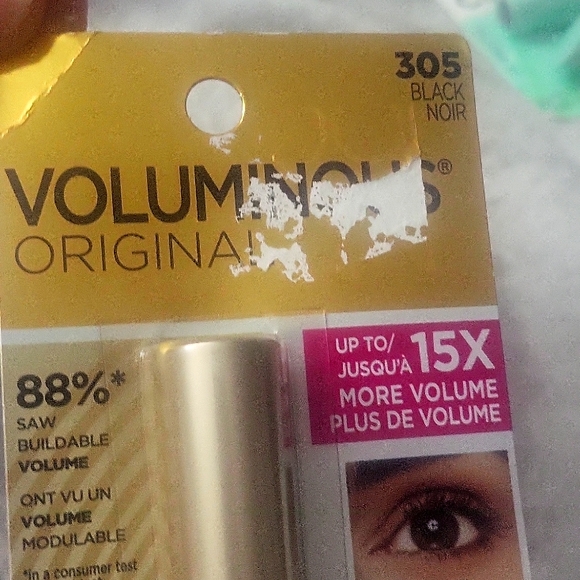 305
BLACK
NOIR
VOLUMINOUS®
ORIGINAL
UP TO/
JUSQU'À 15X
MORE VOLUME
PLUS DE VOLUME
88%*
SAW
BUILDABLE
VOLUME
ONT VU UN
VOLUME
MODULABLE
*in a consumer test